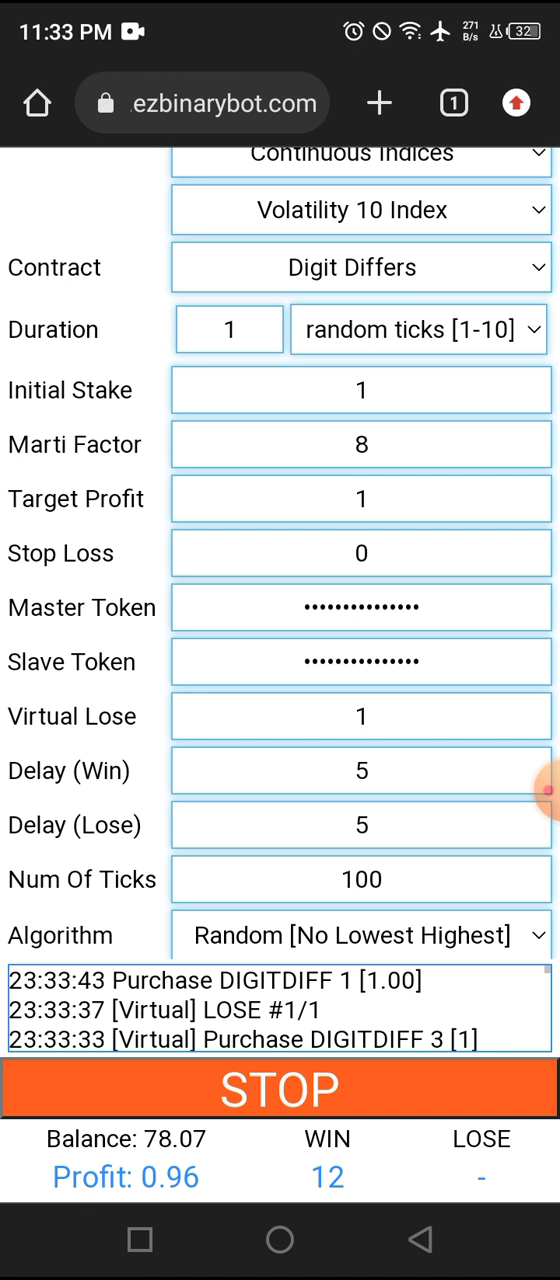 11:33 PM 271 B/s 32
.ezbinarybot.com 1
Continuous Indices
Volatility 10 Index
Contract Digit Differs
Duration 1 random ticks [1-10]
Initial Stake 1
Marti Factor 8
Target Profit 1
Stop Loss 0
Master Token •••••••••••••••
Slave Token •••••••••••••••
Virtual Lose 1
Delay (Win) 5
Delay (Lose) 5
Num Of Ticks 100
Algorithm Random [No Lowest Highest]
23:33:43 Purchase DIGITDIFF 1 [1.00]
23:33:37 [Virtual] LOSE #1/1
23:33:33 [Virtual] Purchase DIGITDIFF 3 [1]
STOP
Balance: 78.07 WIN LOSE
Profit: 0.96 12 -